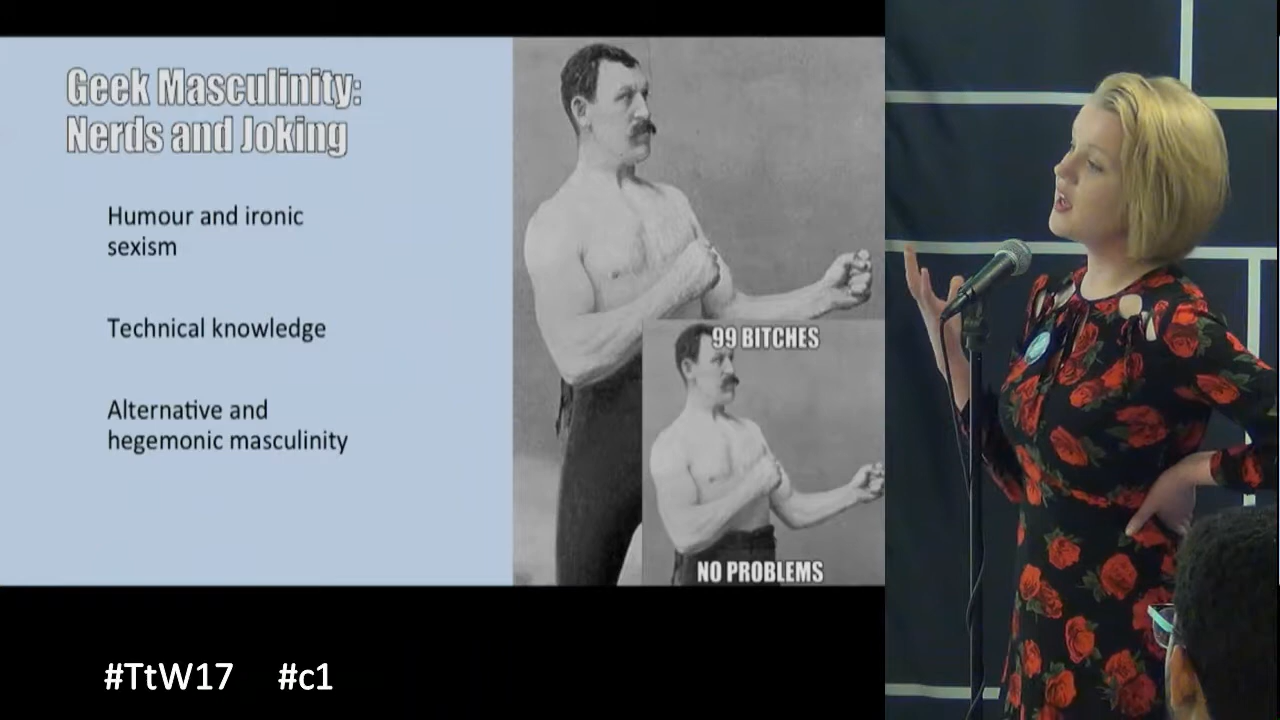 Geek Masculinity:
Nerds and Joking
Humour and ironic
sexism
Technical knowledge
Alternative and
hegemonic masculinity
99 BITCHES
NO PROBLEMS
#TtW17 #c1